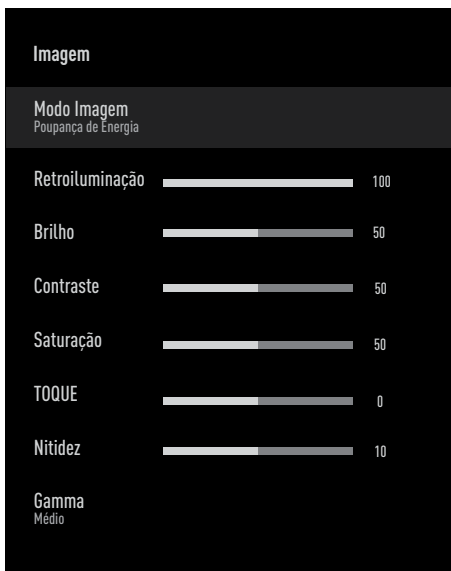 Imagem
Modo Imagem
Poupança de Energia
Retroiluminação 100
Brilho 50
Contraste 50
Saturação 50
TOQUE 0
Nitidez 10
Gamma
Médio